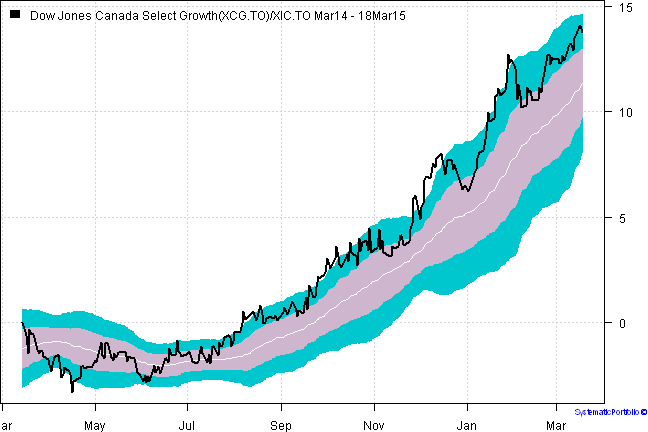 Dow Jones Canada Select Growth(XCG.TO)/XIC.TO Mar14 - 18Mar15
15
10
5
0
ar May Jul Sep Nov Jan Mar
SystematicPortfolio ©